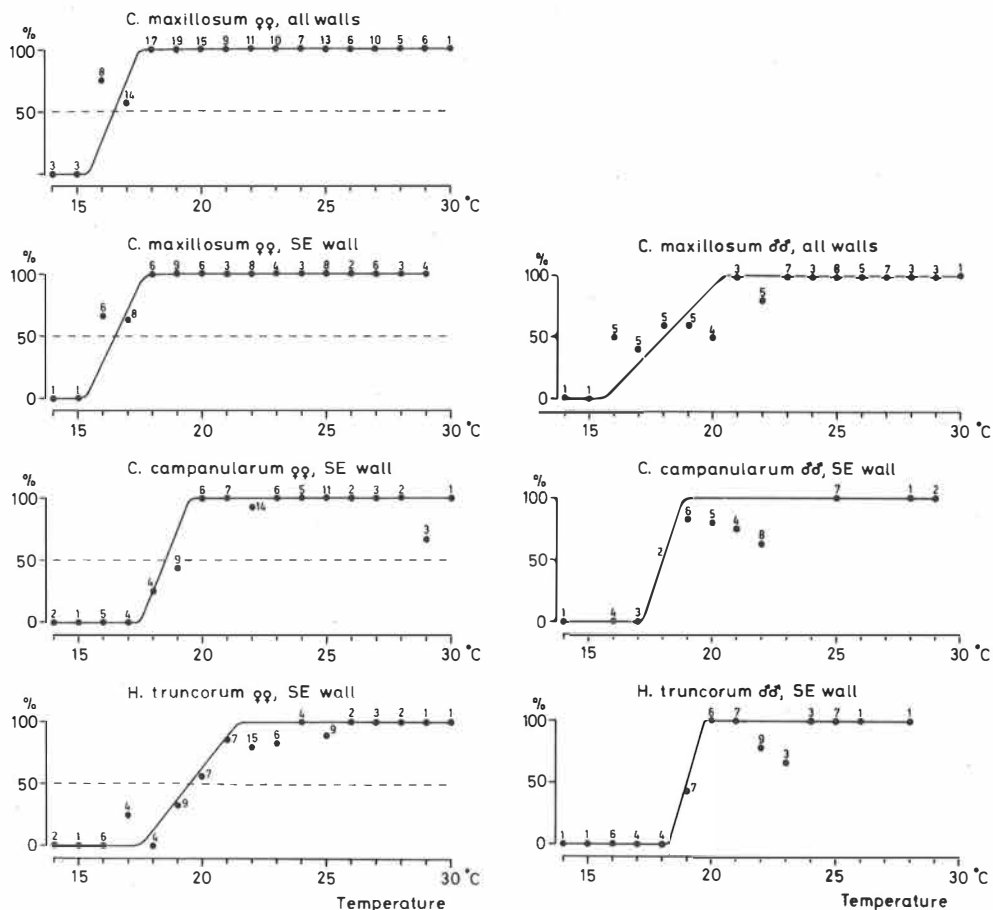 C. maxillosum ♀♀, all walls
%
17 19 15 9 11 10 7 13 6 10 5 6 1
100
8
14
50
3 3
15 20 25 30 °C
C. maxillosum ♀♀, SE wall
%
6 9 6 3 8 4 3 8 2 6 3 4
100
6
8
50
1 1
0
15 20 25 30 °C
C. maxillosum ♂♂, all walls
%
3 7 3 8 5 7 3 3 1
100
5
5 5 5 4
5
50
1 1
0
15 20 25 30 °C
C. campanularum ♀♀, SE wall
%
6 7 6 5 11 2 3 2 1
100
14
3
9
50
4
2 1 5 4
0
15 20 25 30 °C
C. campanularum ♂♂, SE wall
%
7 1 2
100
6 5 4 8
2
50
1 4 3
0
15 20 25 30 °C
H. truncorum ♀♀, SE wall
%
4 2 3 2 1 1
100
7 15 6 9
7
50
4
9
2 1 6 4
0
15 20 25 30 °C
Temperature
H. truncorum ♂♂, SE wall
%
6 7 3 7 1 1
100
9 3
7
50
1 1 6 4 4
0
15 20 25 30 °C
Temperature